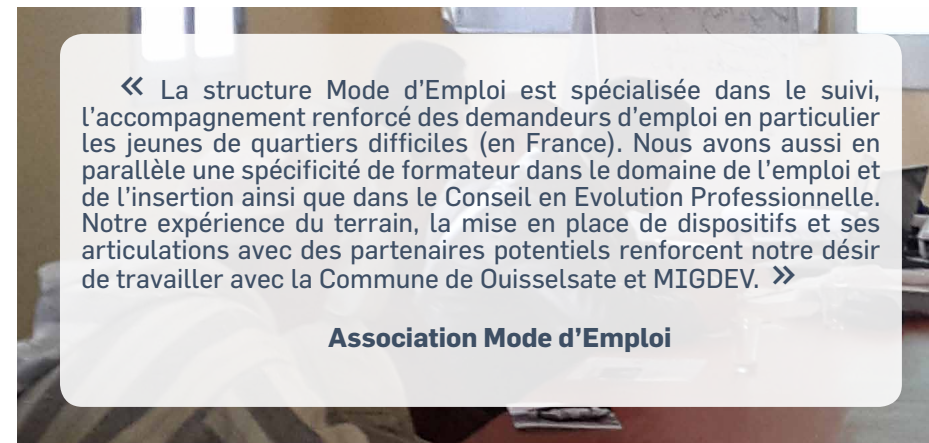 « La structure Mode d’Emploi est spécialisée dans le suivi,
l’accompagnement renforcé des demandeurs d’emploi en particulier
les jeunes de quartiers difficiles (en France). Nous avons aussi en
parallèle une spécificité de formateur dans le domaine de l’emploi et
de l’insertion ainsi que dans le Conseil en Evolution Professionnelle.
Notre expérience du terrain, la mise en place de dispositifs et ses
articulations avec des partenaires potentiels renforcent notre désir
de travailler avec la Commune de Ouisselsate et MIGDEV. »
Association Mode d’Emploi